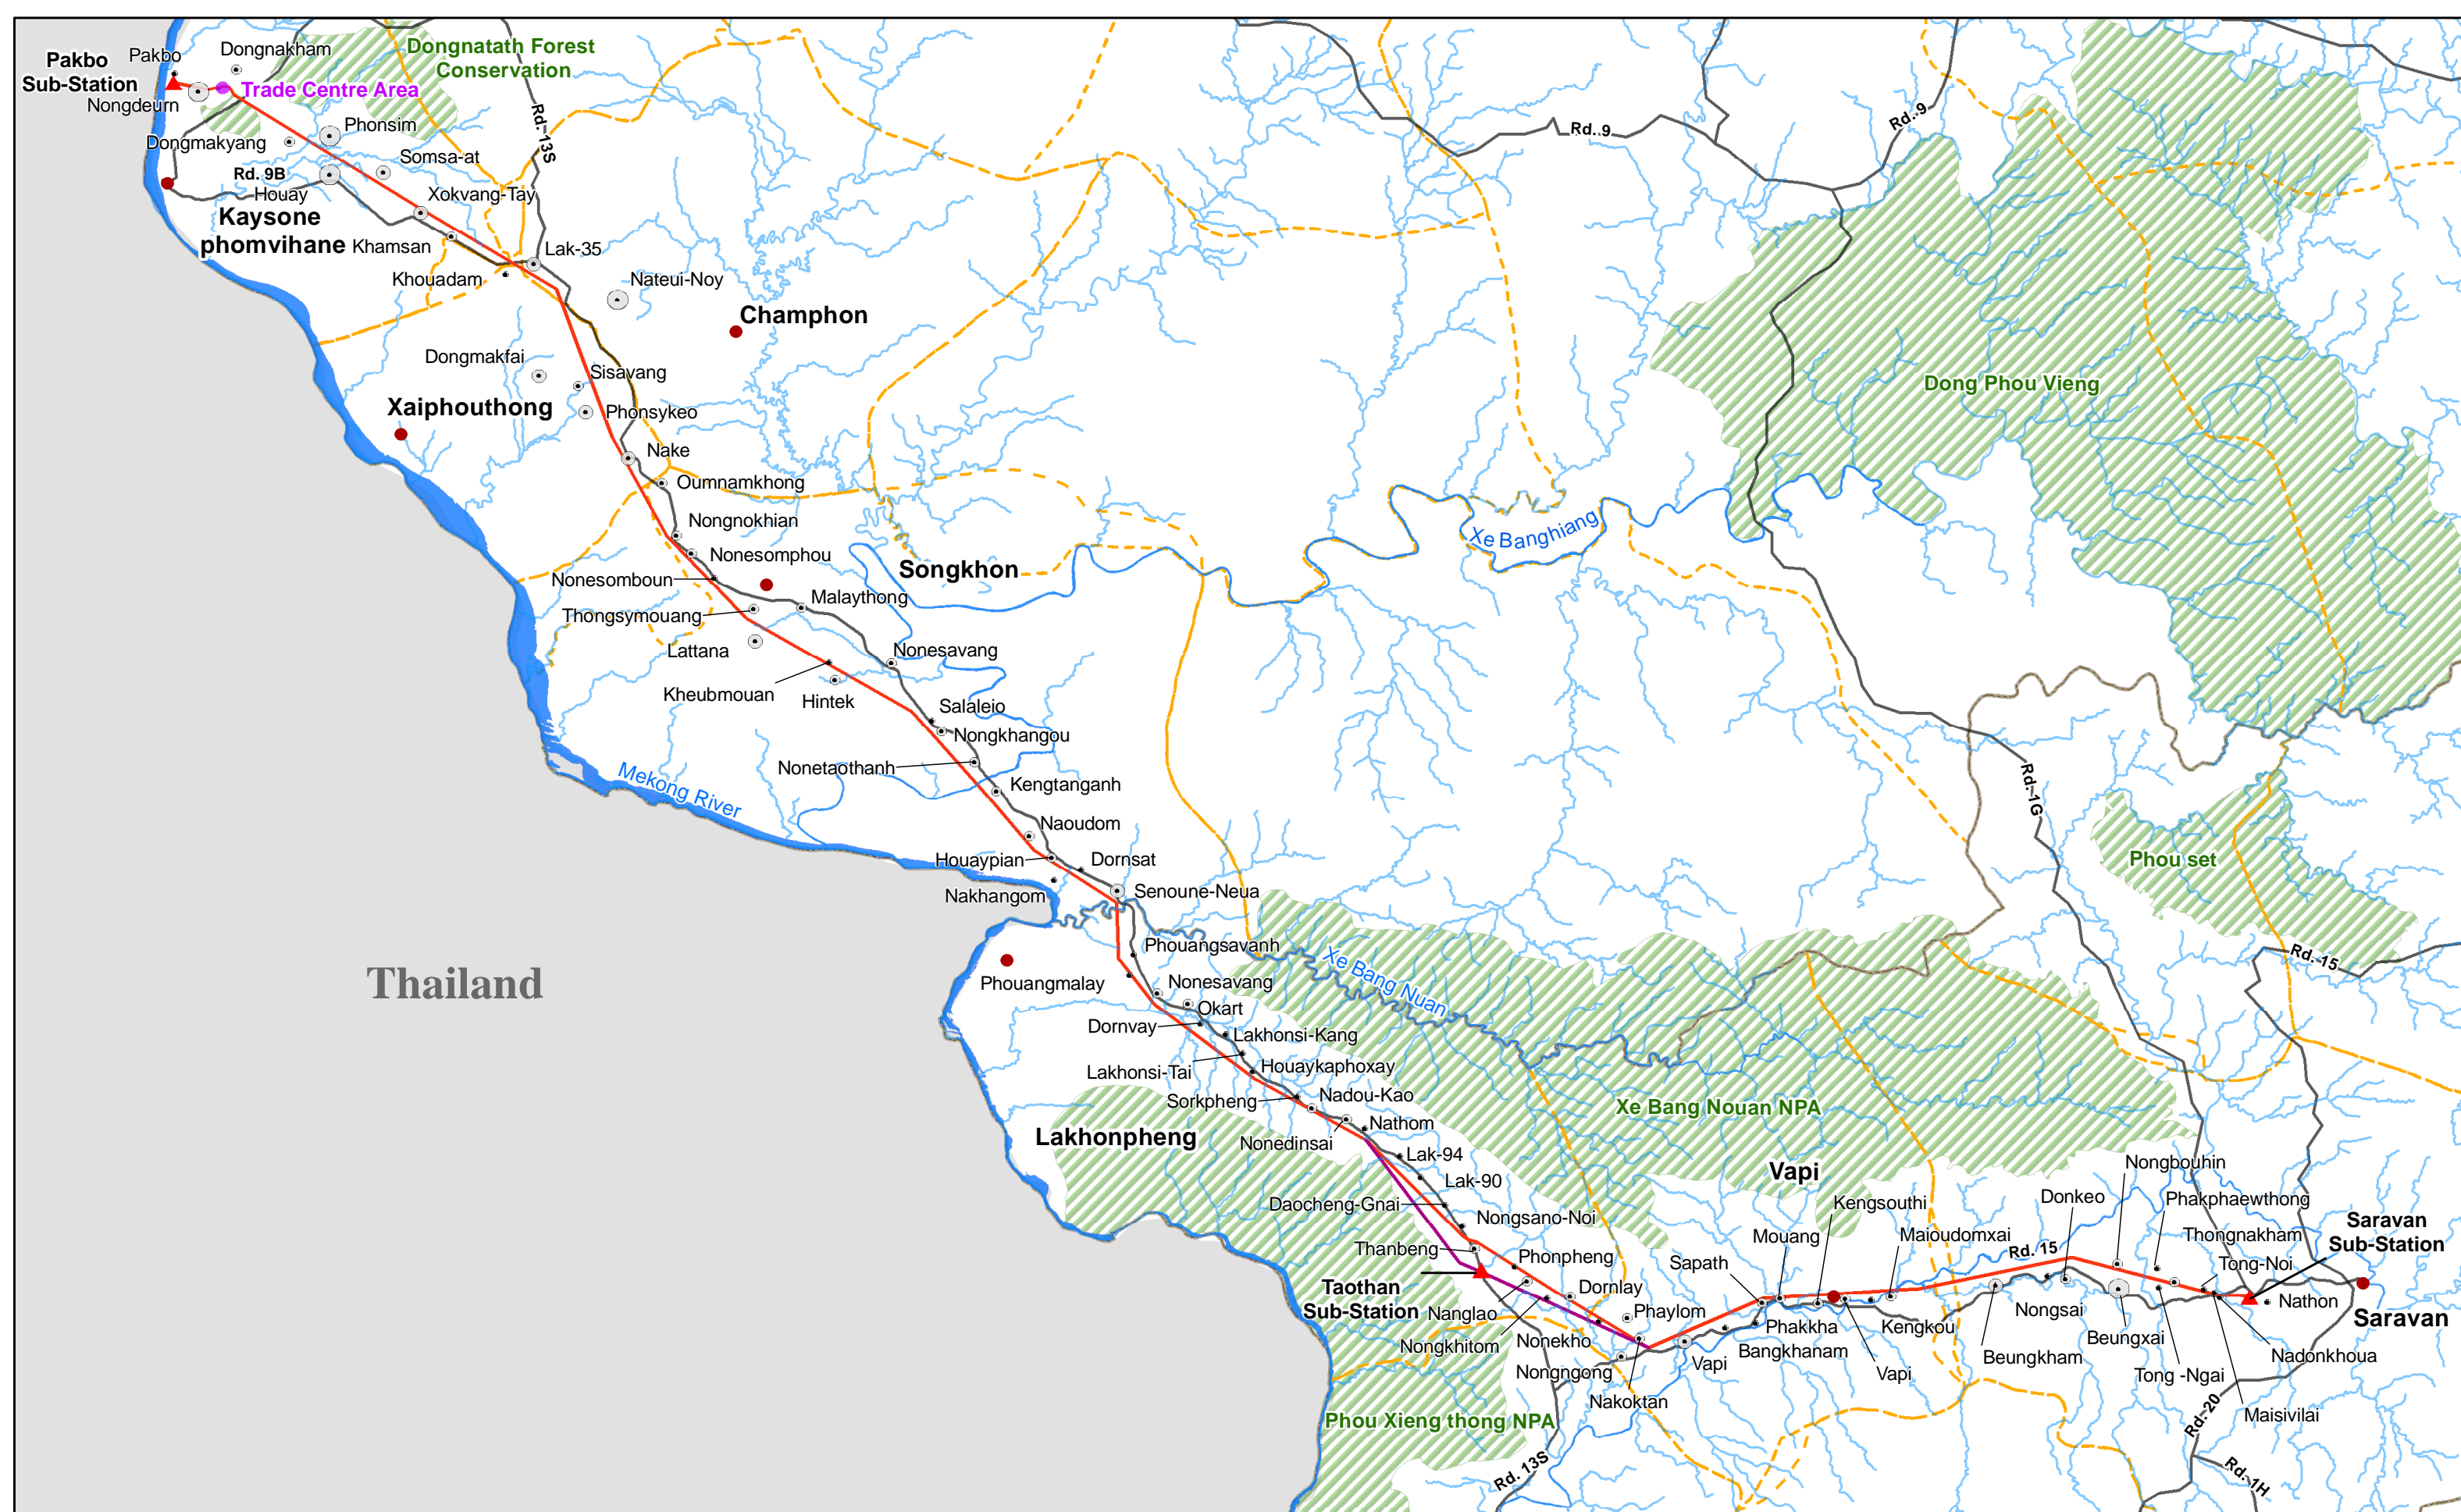 Pakbo
Sub-Station
Pakbo
Dongnakham
Dongnatath Forest
Conservation
Trade Centre Area
Nongdeurn
Phonsim
Dongmakyang
Rd. 13S
Somsa-at
Rd. 9B
Houay
Xokvang-Tay
Kaysone
phomvihane
Khamsan
Lak-35
Khouadam
Nateui-Noy
Champhon
Rd. 9
Rd. 9
Dongmakfai
Sisavang
Xaiphouthong
Phonsykeo
Dong Phou Vieng
Nake
Oumnamkhong
Nongnokhian
Xe Banghiang
Nonesomphou
Songkhon
Nonesomboun
Malaythong
Thongsymouang
Lattana
Nonesavang
Kheubmouan
Hintek
Salaleio
Nongkhangou
Nonetaothanh
Mekong River
Kengtanganh
Rd. 1G
Naoudom
Houaypian
Dornsat
Phou set
Nakhangom
Senoune-Neua
Thailand
Phouangsavanh
Xe Bang Nuan
Rd. 15
Phouangmalay
Nonesavang
Okart
Dornvay
Lakhonsi-Kang
Lakhonsi-Tai
Houaykaphoxay
Sorkpheng
Nadou-Kao
Xe Bang Nouan NPA
Lakhonpheng
Nathom
Nonedinsai
Lak-94
Vapi
Nongbouhin
Lak-90
Kengsouthi
Donkeo
Phakphaewthong
Daocheng-Gnai
Nongsano-Noi
Mouang
Maioudomxai
Thongnakham
Saravan
Sub-Station
Thanbeng
Phonpheng
Sapath
Rd. 15
Tong-Noi
Taothan
Sub-Station
Dornlay
Nanglao
Phaylom
Nongsai
Nathon
Saravan
Nongkhitom
Nonekho
Phakkha
Kengkou
Beungxai
Bangkhanam
Nongngong
Vapi
Vapi
Beungkham
Tong -Ngai
Nadonkhoua
Nakoktan
Maisivilai
Phou Xieng thong NPA
Rd. 20
Rd. 13S
Rd. 1H